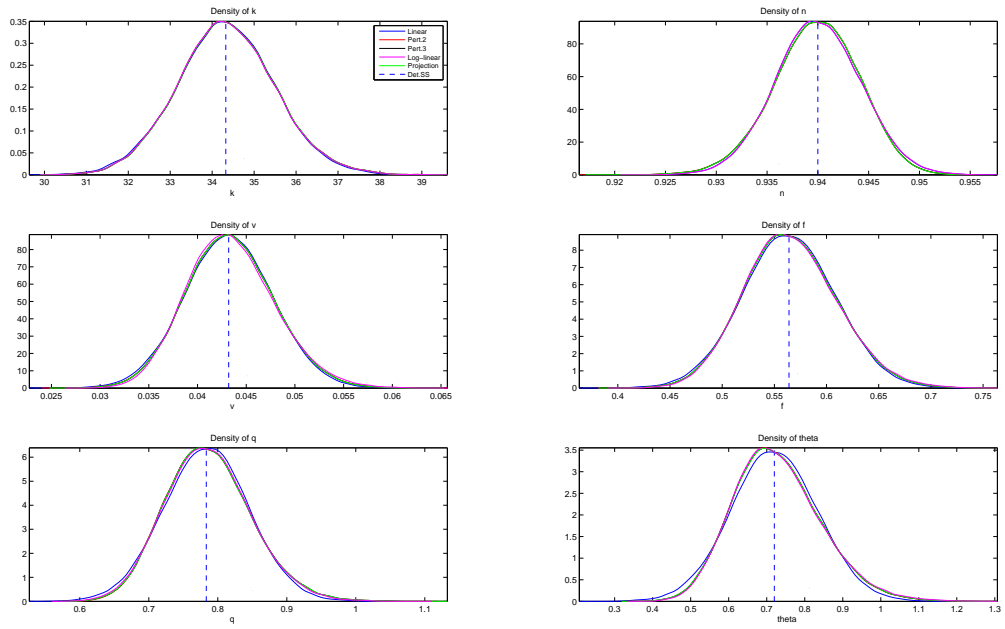 Density of k
0.35
0.3
0.25
0.2
0.15
0.1
0.05
0
30 31 32 33 34 35 36 37 38 39
k
Linear
Pert.2
Pert.3
Log-linear
Projection
Det.SS
Density of n
80
60
40
20
0
0.92 0.925 0.93 0.935 0.94 0.945 0.95 0.955
n
Density of v
80
70
60
50
40
30
20
10
0
0.025 0.03 0.035 0.04 0.045 0.05 0.055 0.06 0.065
v
Density of f
8
7
6
5
4
3
2
1
0
0.4 0.45 0.5 0.55 0.6 0.65 0.7 0.75
f
Density of q
6
5
4
3
2
1
0
0.6 0.7 0.8 0.9 1 1.1
q
Density of theta
3.5
3
2.5
2
1.5
1
0.5
0
0.3 0.4 0.5 0.6 0.7 0.8 0.9 1 1.1 1.2 1.3
theta